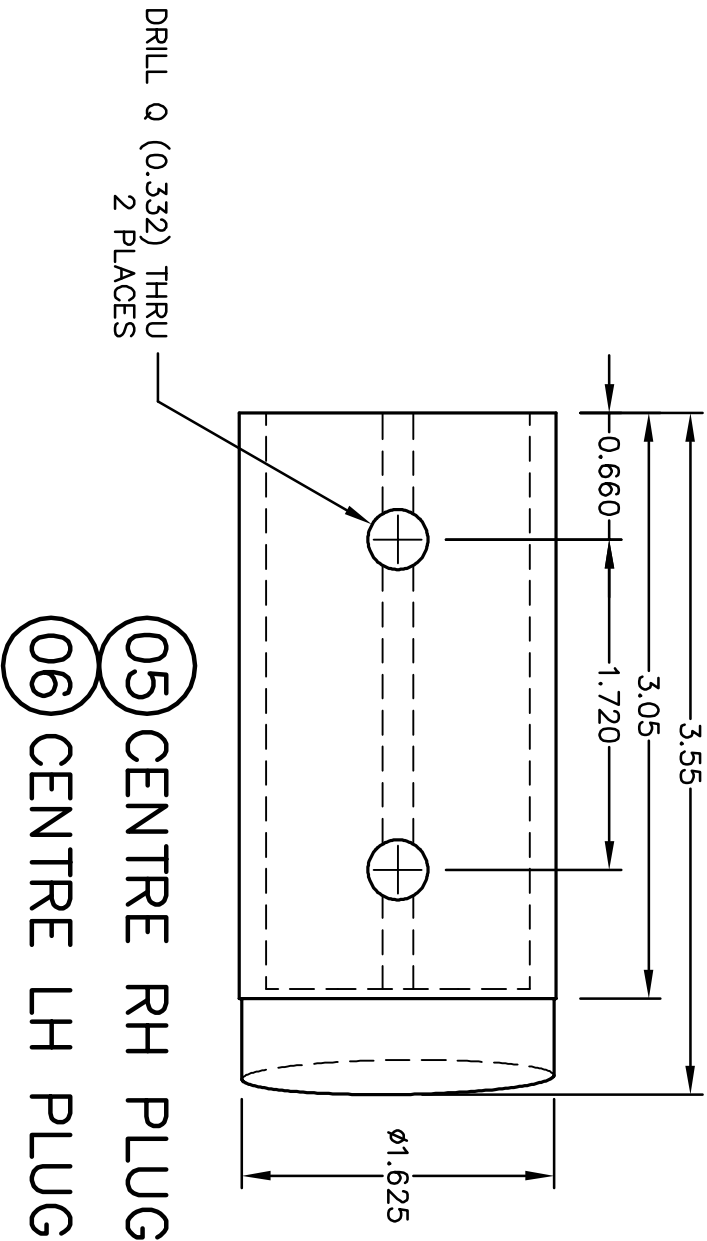 3.55
3.05
0.660
1.720
ø1.625
DRILL Q (0.332) THRU
2 PLACES
05 CENTRE RH PLUG
06 CENTRE LH PLUG